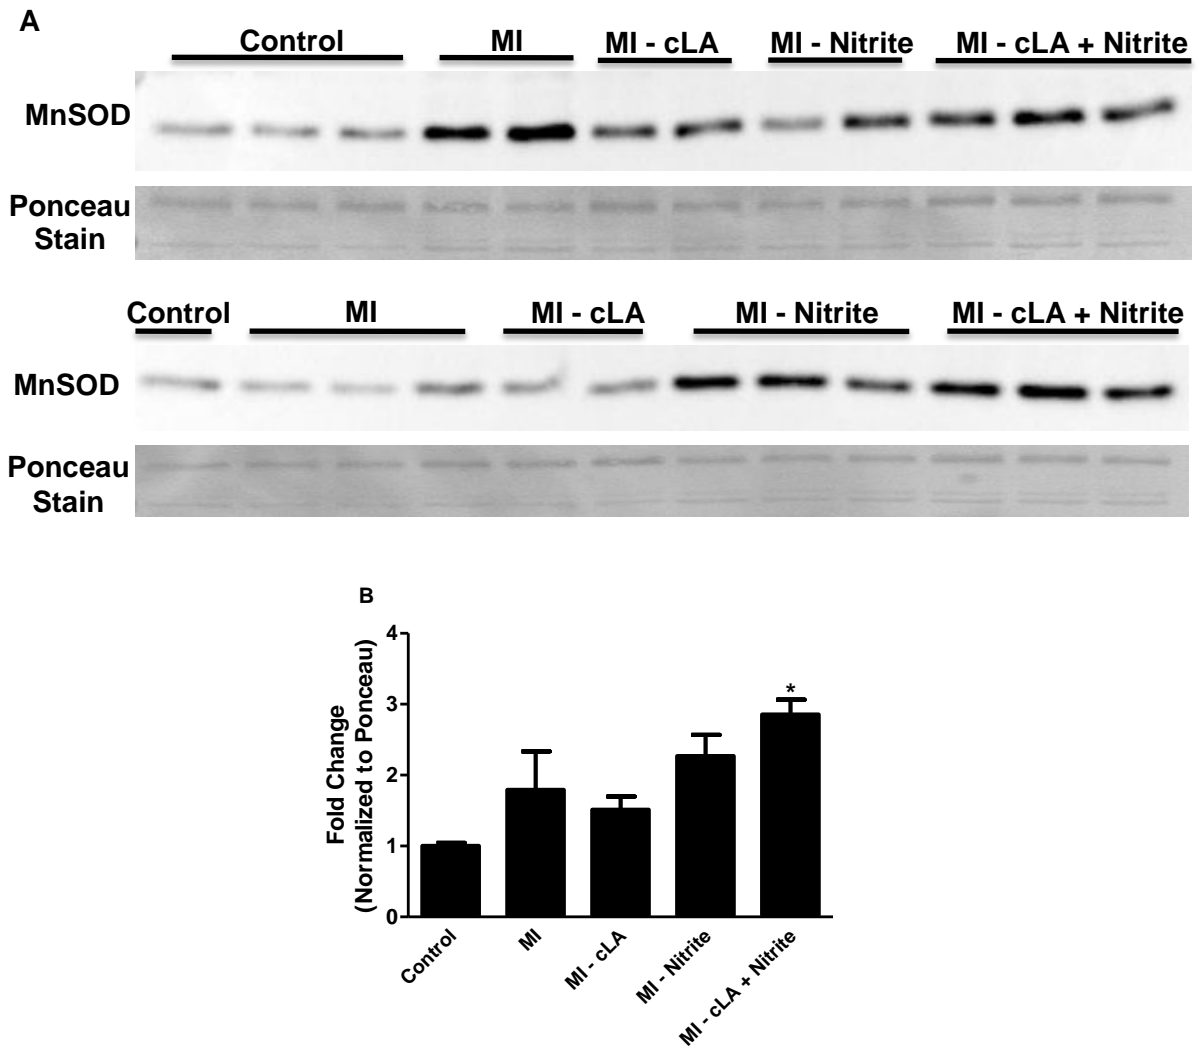 A
Control MI MI - cLA MI - Nitrite MI - cLA + Nitrite
MnSOD
Ponceau
Stain
Control MI MI - cLA MI - Nitrite MI - cLA + Nitrite
MnSOD
Ponceau
Stain
B
Fold Change
(Normalized to Ponceau)
4
3
2
1
0
*
Control
MI
MI - cLA
MI - Nitrite
MI - cLA + Nitrite